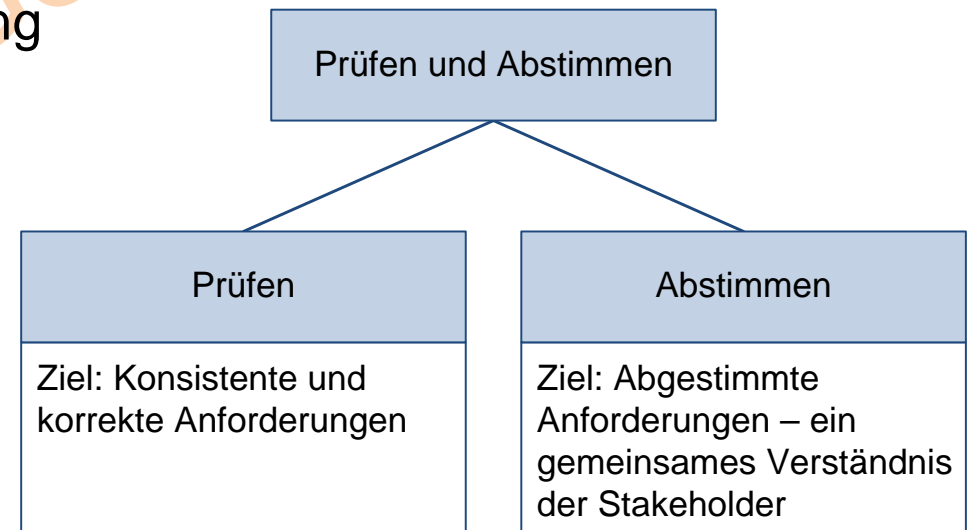 ng
Prüfen und Abstimmen
Prüfen
Abstimmen
Ziel: Konsistente und
korrekte Anforderungen
Ziel: Abgestimmte
Anforderungen – ein
gemeinsames Verständnis
der Stakeholder